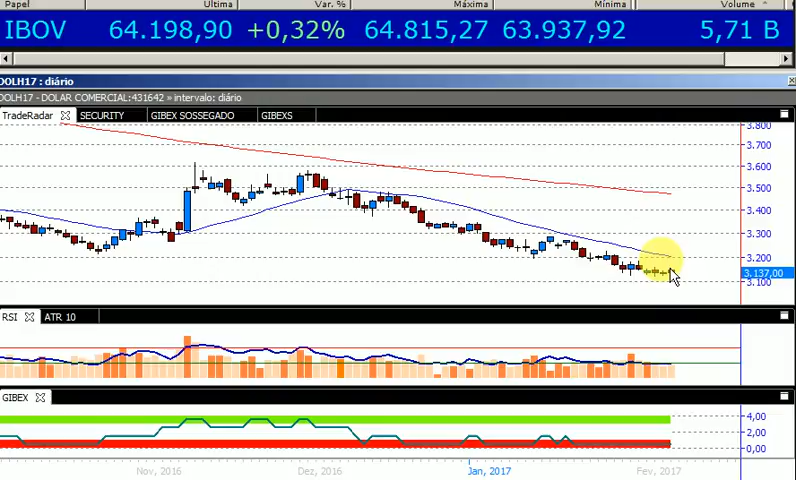 Papel Última Var. % Máxima Mínima Volume
IBOV 64.198,90 +0,32% 64.815,27 63.937,92 5,71 B
DOLH17 : diário
DOLH17 - DOLAR COMERCIAL:431642 » intervalo: diário
TradeRadar SECURITY GIBEX SOSSEGADO GIBEXS
3.800
3.700
3.600
3.500
3.400
3.300
3.200
3.137,00
3.100
RSI ATR 10
GIBEX
4,00
2,00
0,00
Nov, 2016 Dez, 2016 Jan, 2017 Fev, 2017